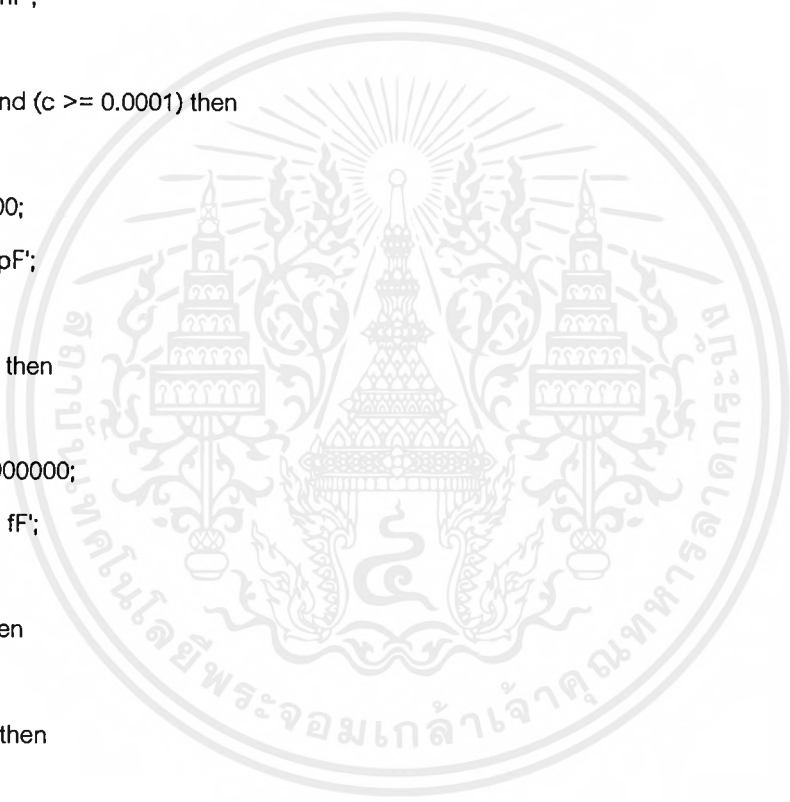 nd (c >= 0.0001) then
00;
pF';
then
000000;
fF';
en
then
สถาบันเทคโนโลยีพระจอมเกล้าเจ้าคุณทหารลาดกระบัง